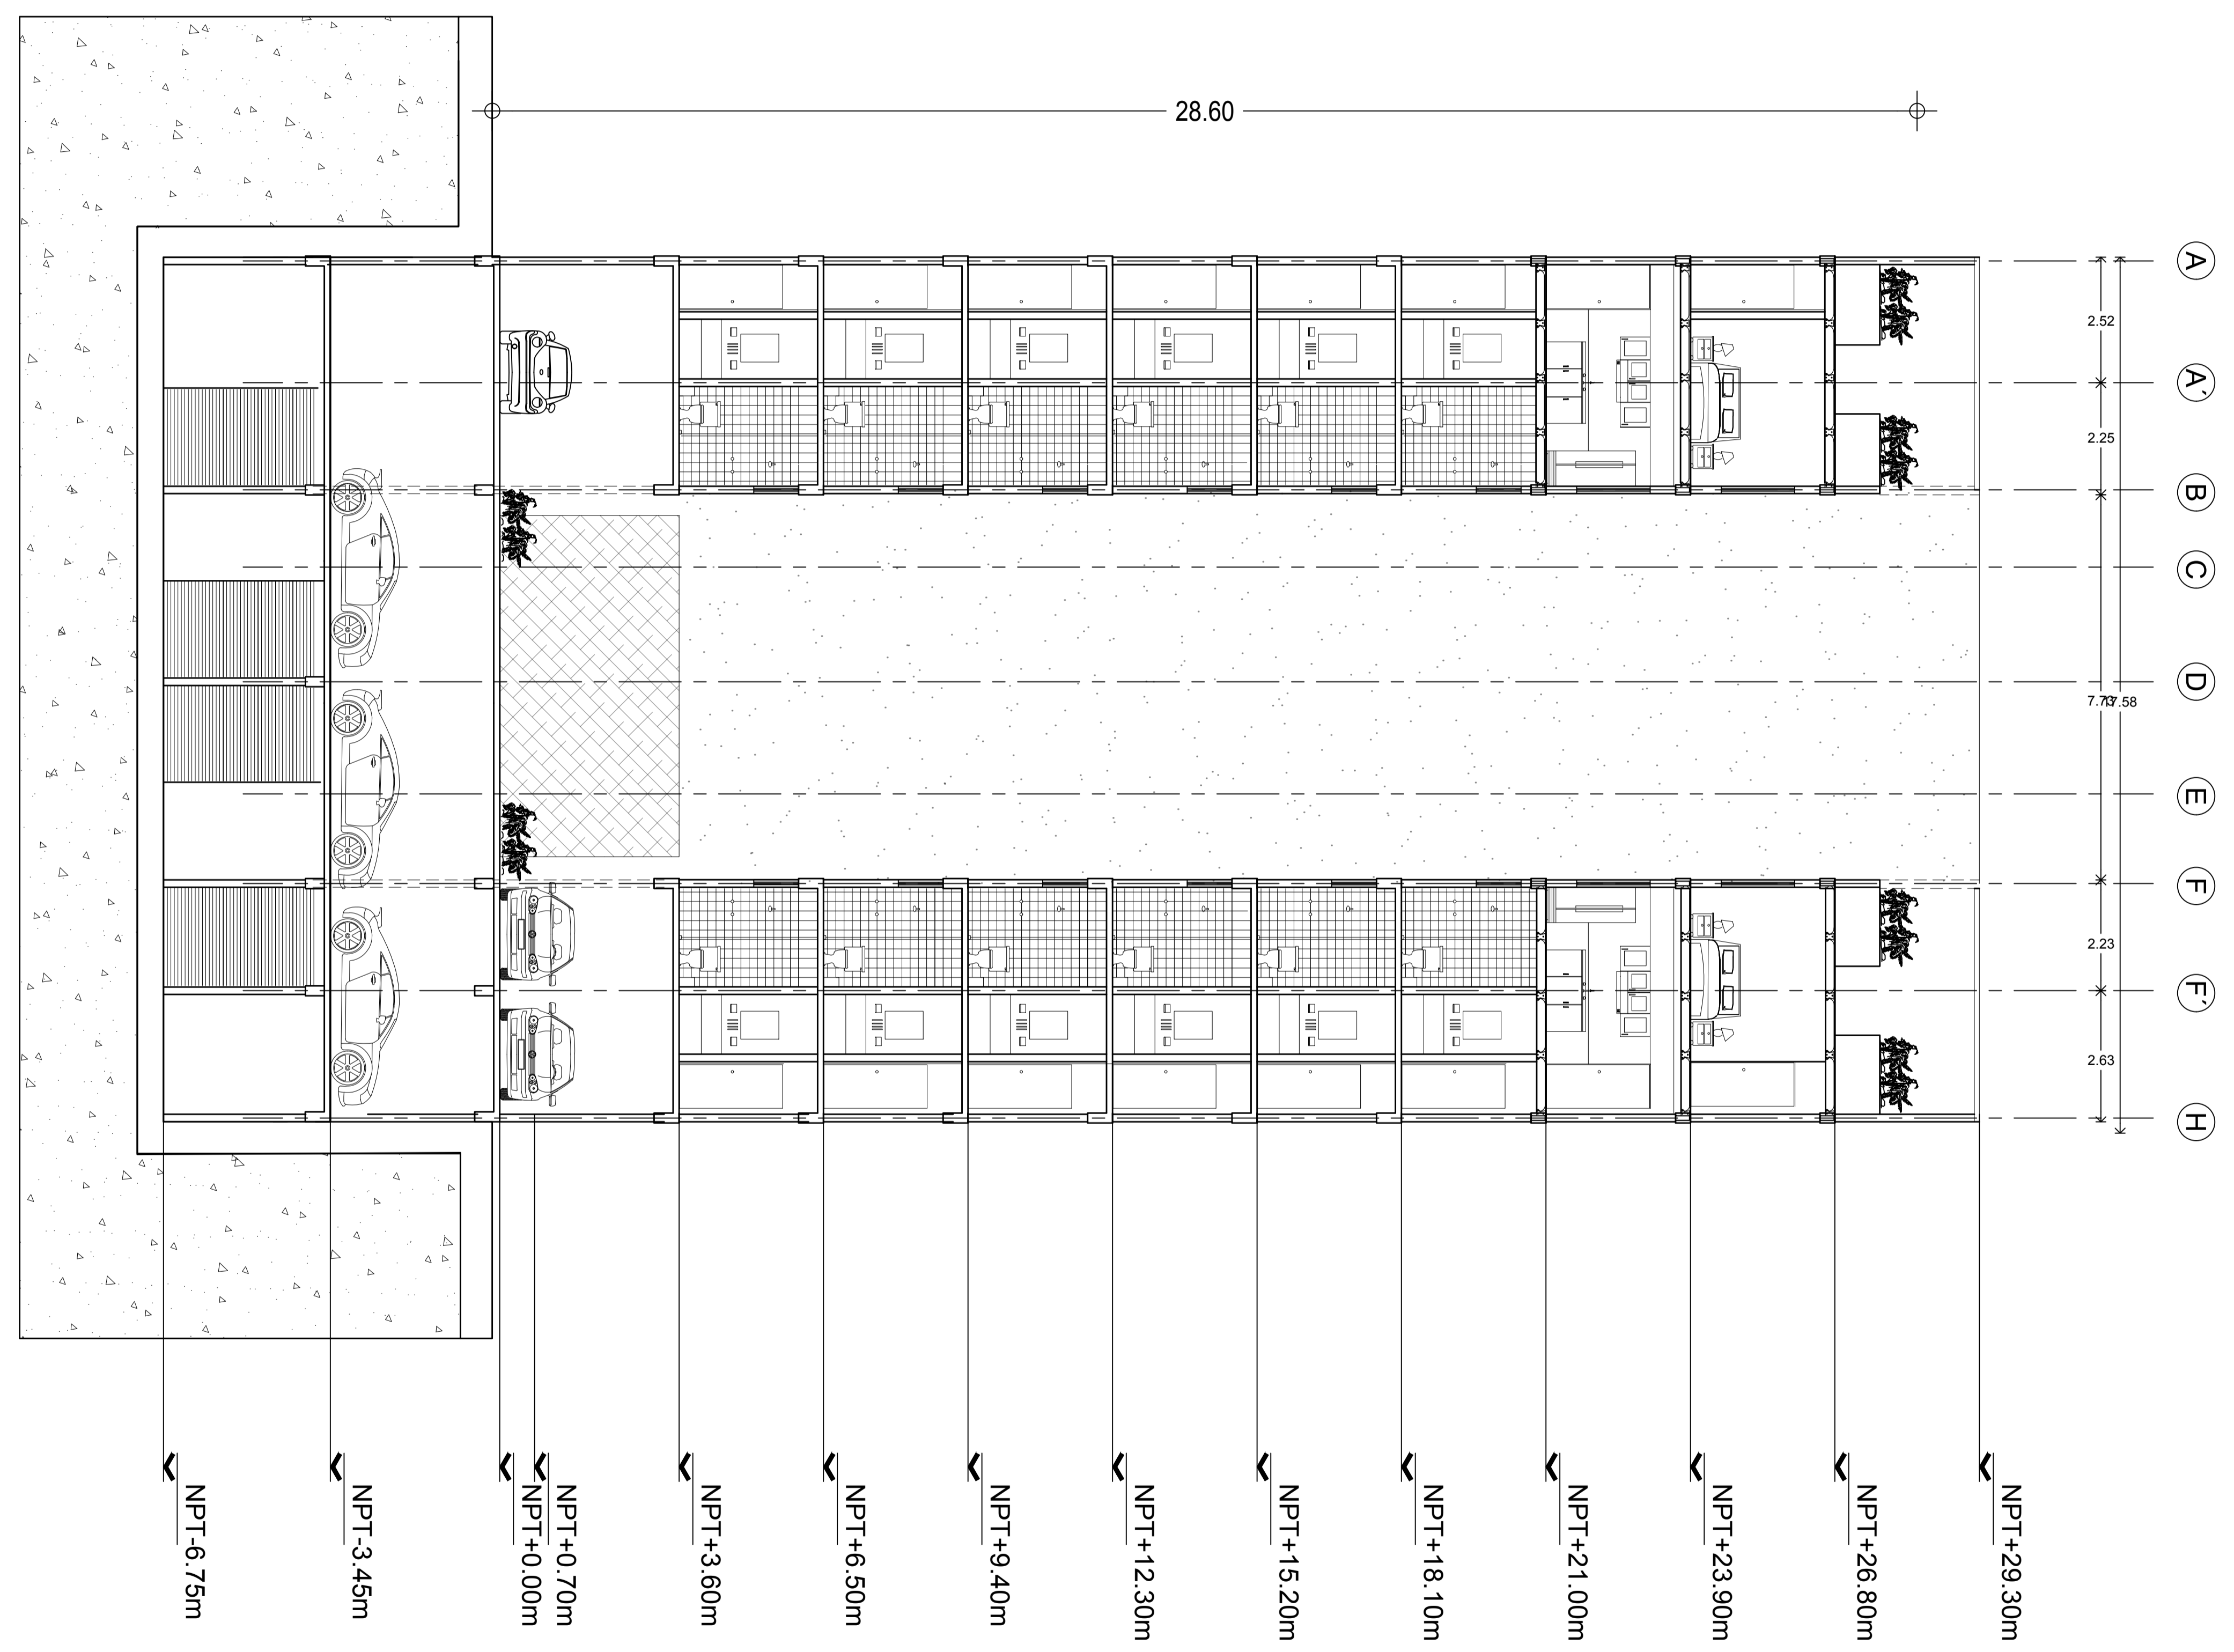 28.60
A
A´
B
C
D
E
F
F´
H
2.52
2.25
7.73
17.58
2.23
2.63
NPT-6.75m
NPT-3.45m
NPT+0.00m
NPT+0.70m
NPT+3.60m
NPT+6.50m
NPT+9.40m
NPT+12.30m
NPT+15.20m
NPT+18.10m
NPT+21.00m
NPT+23.90m
NPT+26.80m
NPT+29.30m